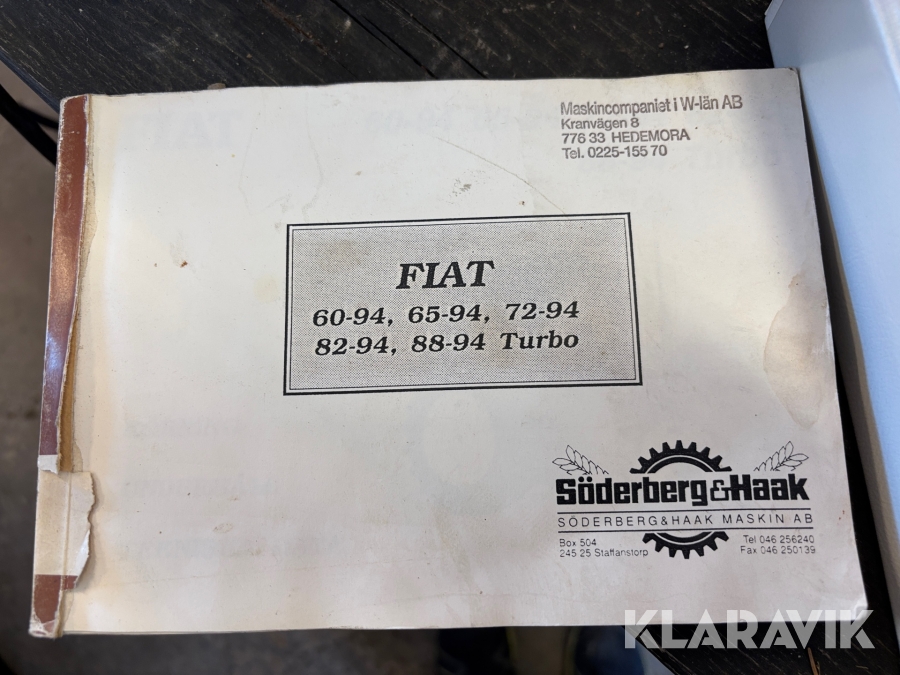 Maskincompaniet i W-län AB
Kranvägen 8
776 33 HEDEMORA
Tel. 0225-155 70
FIAT
60-94, 65-94, 72-94
82-94, 88-94 Turbo
Söderberg&Haak
SÖDERBERG&HAAK MASKIN AB
Box 504 Tel 046 256240
245 25 Staffanstorp Fax 046 250139
KLARAVIK